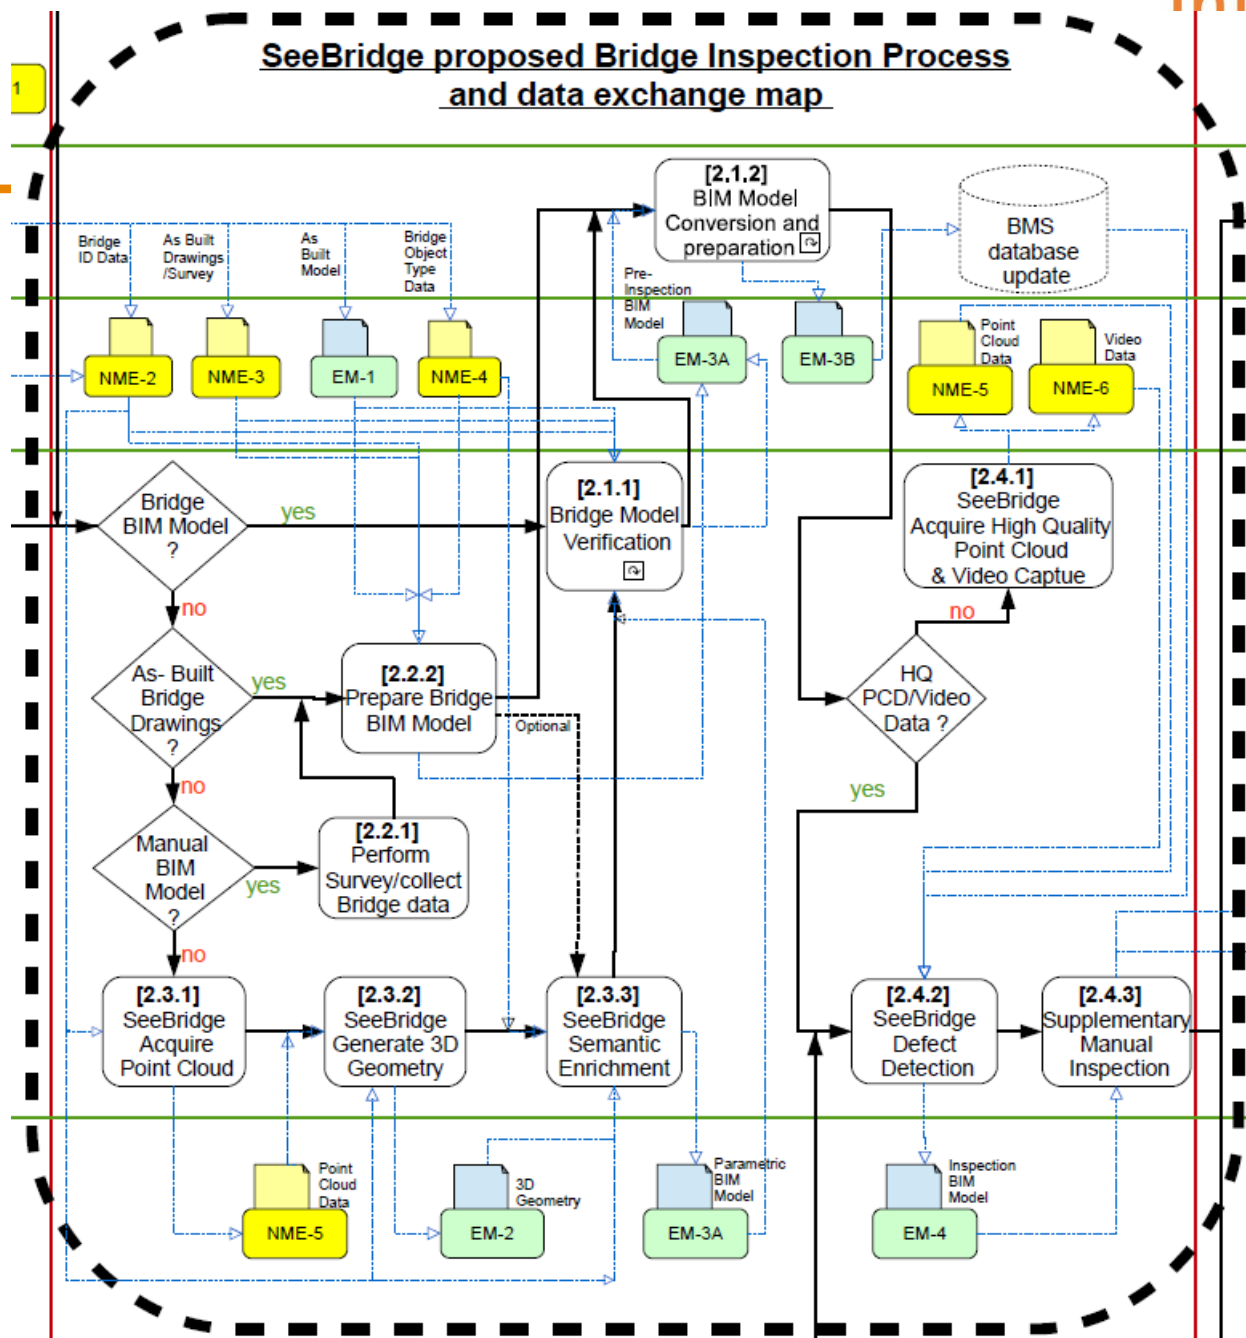 SeeBridge proposed Bridge Inspection Process
and data exchange map
1
[2.1.2]
BIM Model
Conversion and
preparation
BMS
database
update
Bridge
ID Data
As Built
Drawings
/Survey
As
Built
Model
Bridge
Object
Type
Data
Pre-
Inspection
BIM
Model
NME-2
NME-3
EM-1
NME-4
EM-3A
EM-3B
Point
Cloud
Data
NME-5
Video
Data
NME-6
Bridge
BIM Model
?
yes
no
[2.1.1]
Bridge Model
Verification
[2.4.1]
SeeBridge
Acquire High Quality
Point Cloud
& Video Captue
no
As- Built
Bridge
Drawings
?
yes
no
[2.2.2]
Prepare Bridge
BIM Model
Optional
HQ
PCD/Video
Data ?
yes
Manual
BIM
Model
?
yes
no
[2.2.1]
Perform
Survey/collect
Bridge data
[2.3.1]
SeeBridge
Acquire
Point Cloud
[2.3.2]
SeeBridge
Generate 3D
Geometry
[2.3.3]
SeeBridge
Semantic
Enrichment
[2.4.2]
SeeBridge
Defect
Detection
[2.4.3]
Supplementary
Manual
Inspection
Point
Cloud
Data
NME-5
3D
Geometry
EM-2
Parametric
BIM
Model
EM-3A
Inspection
BIM
Model
EM-4